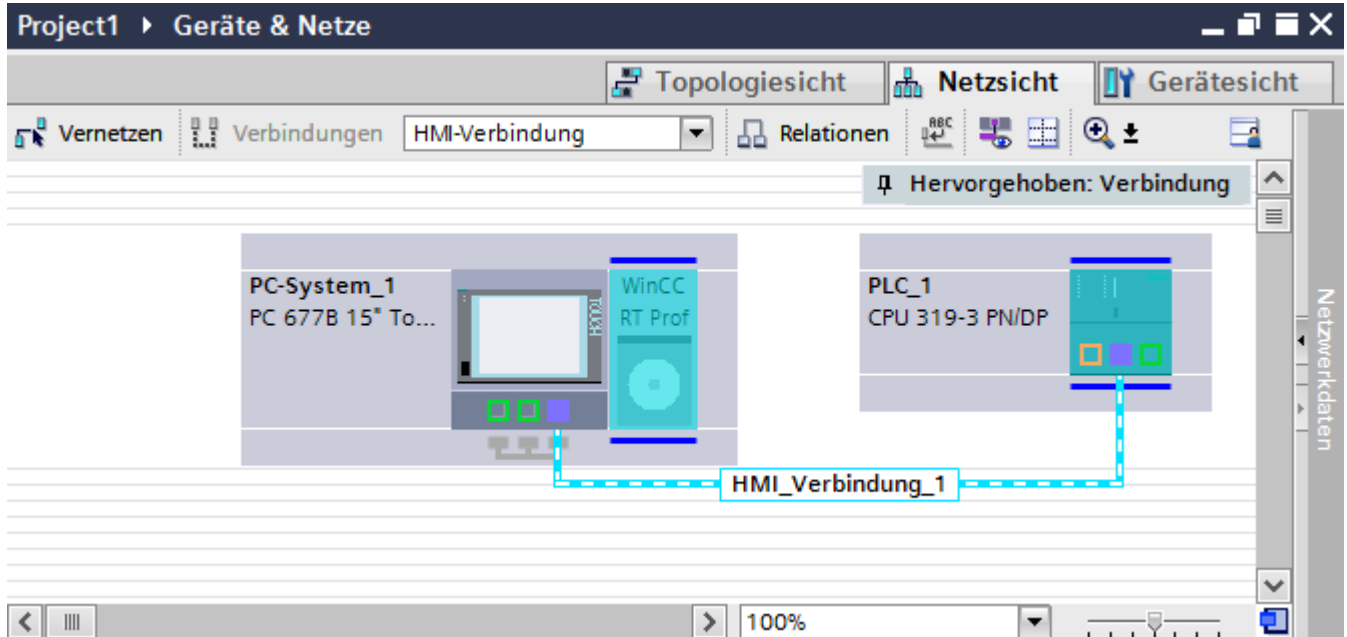 Project1 ▸ Geräte & Netze
Topologiesicht Netzsicht Gerätesicht
Vernetzen Verbindungen HMI-Verbindung Relationen
Hervorgehoben: Verbindung
PC-System_1
PC 677B 15" To...
TOUCH
WinCC
RT Prof
PLC_1
CPU 319-3 PN/DP
HMI_Verbindung_1
Netzwerkdaten
100%